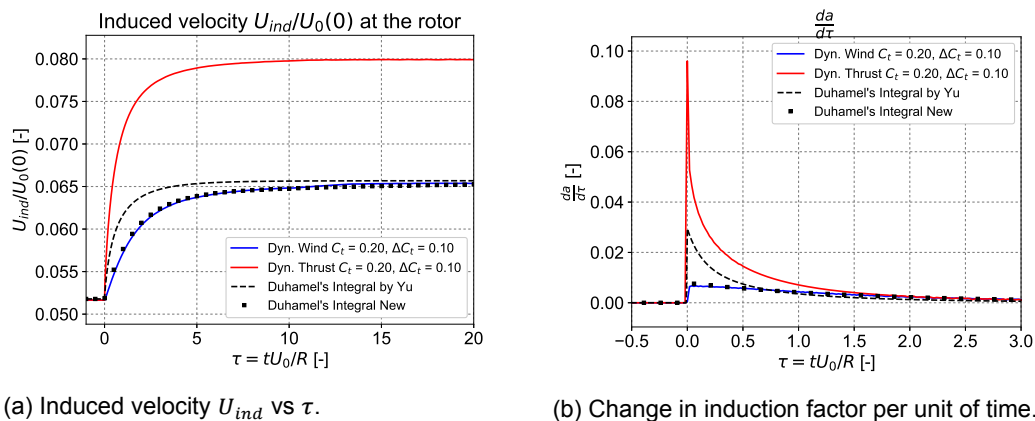 Induced velocity U_ind/U_0(0) at the rotor
0.080
0.075
0.070
0.065
0.060
0.055
0.050
U_ind/U_0(0) [-]
Dyn. Wind C_t = 0.20, ΔC_t = 0.10
Dyn. Thrust C_t = 0.20, ΔC_t = 0.10
Duhamel's Integral by Yu
Duhamel's Integral New
0 5 10 15 20
τ = tU_0/R [-]
(a) Induced velocity U_ind vs τ.
da/dτ
0.10
0.08
0.06
0.04
0.02
0.00
da/dτ [-]
Dyn. Wind C_t = 0.20, ΔC_t = 0.10
Dyn. Thrust C_t = 0.20, ΔC_t = 0.10
Duhamel's Integral by Yu
Duhamel's Integral New
−0.5 0.0 0.5 1.0 1.5 2.0 2.5 3.0
τ = tU_0/R [-]
(b) Change in induction factor per unit of time.